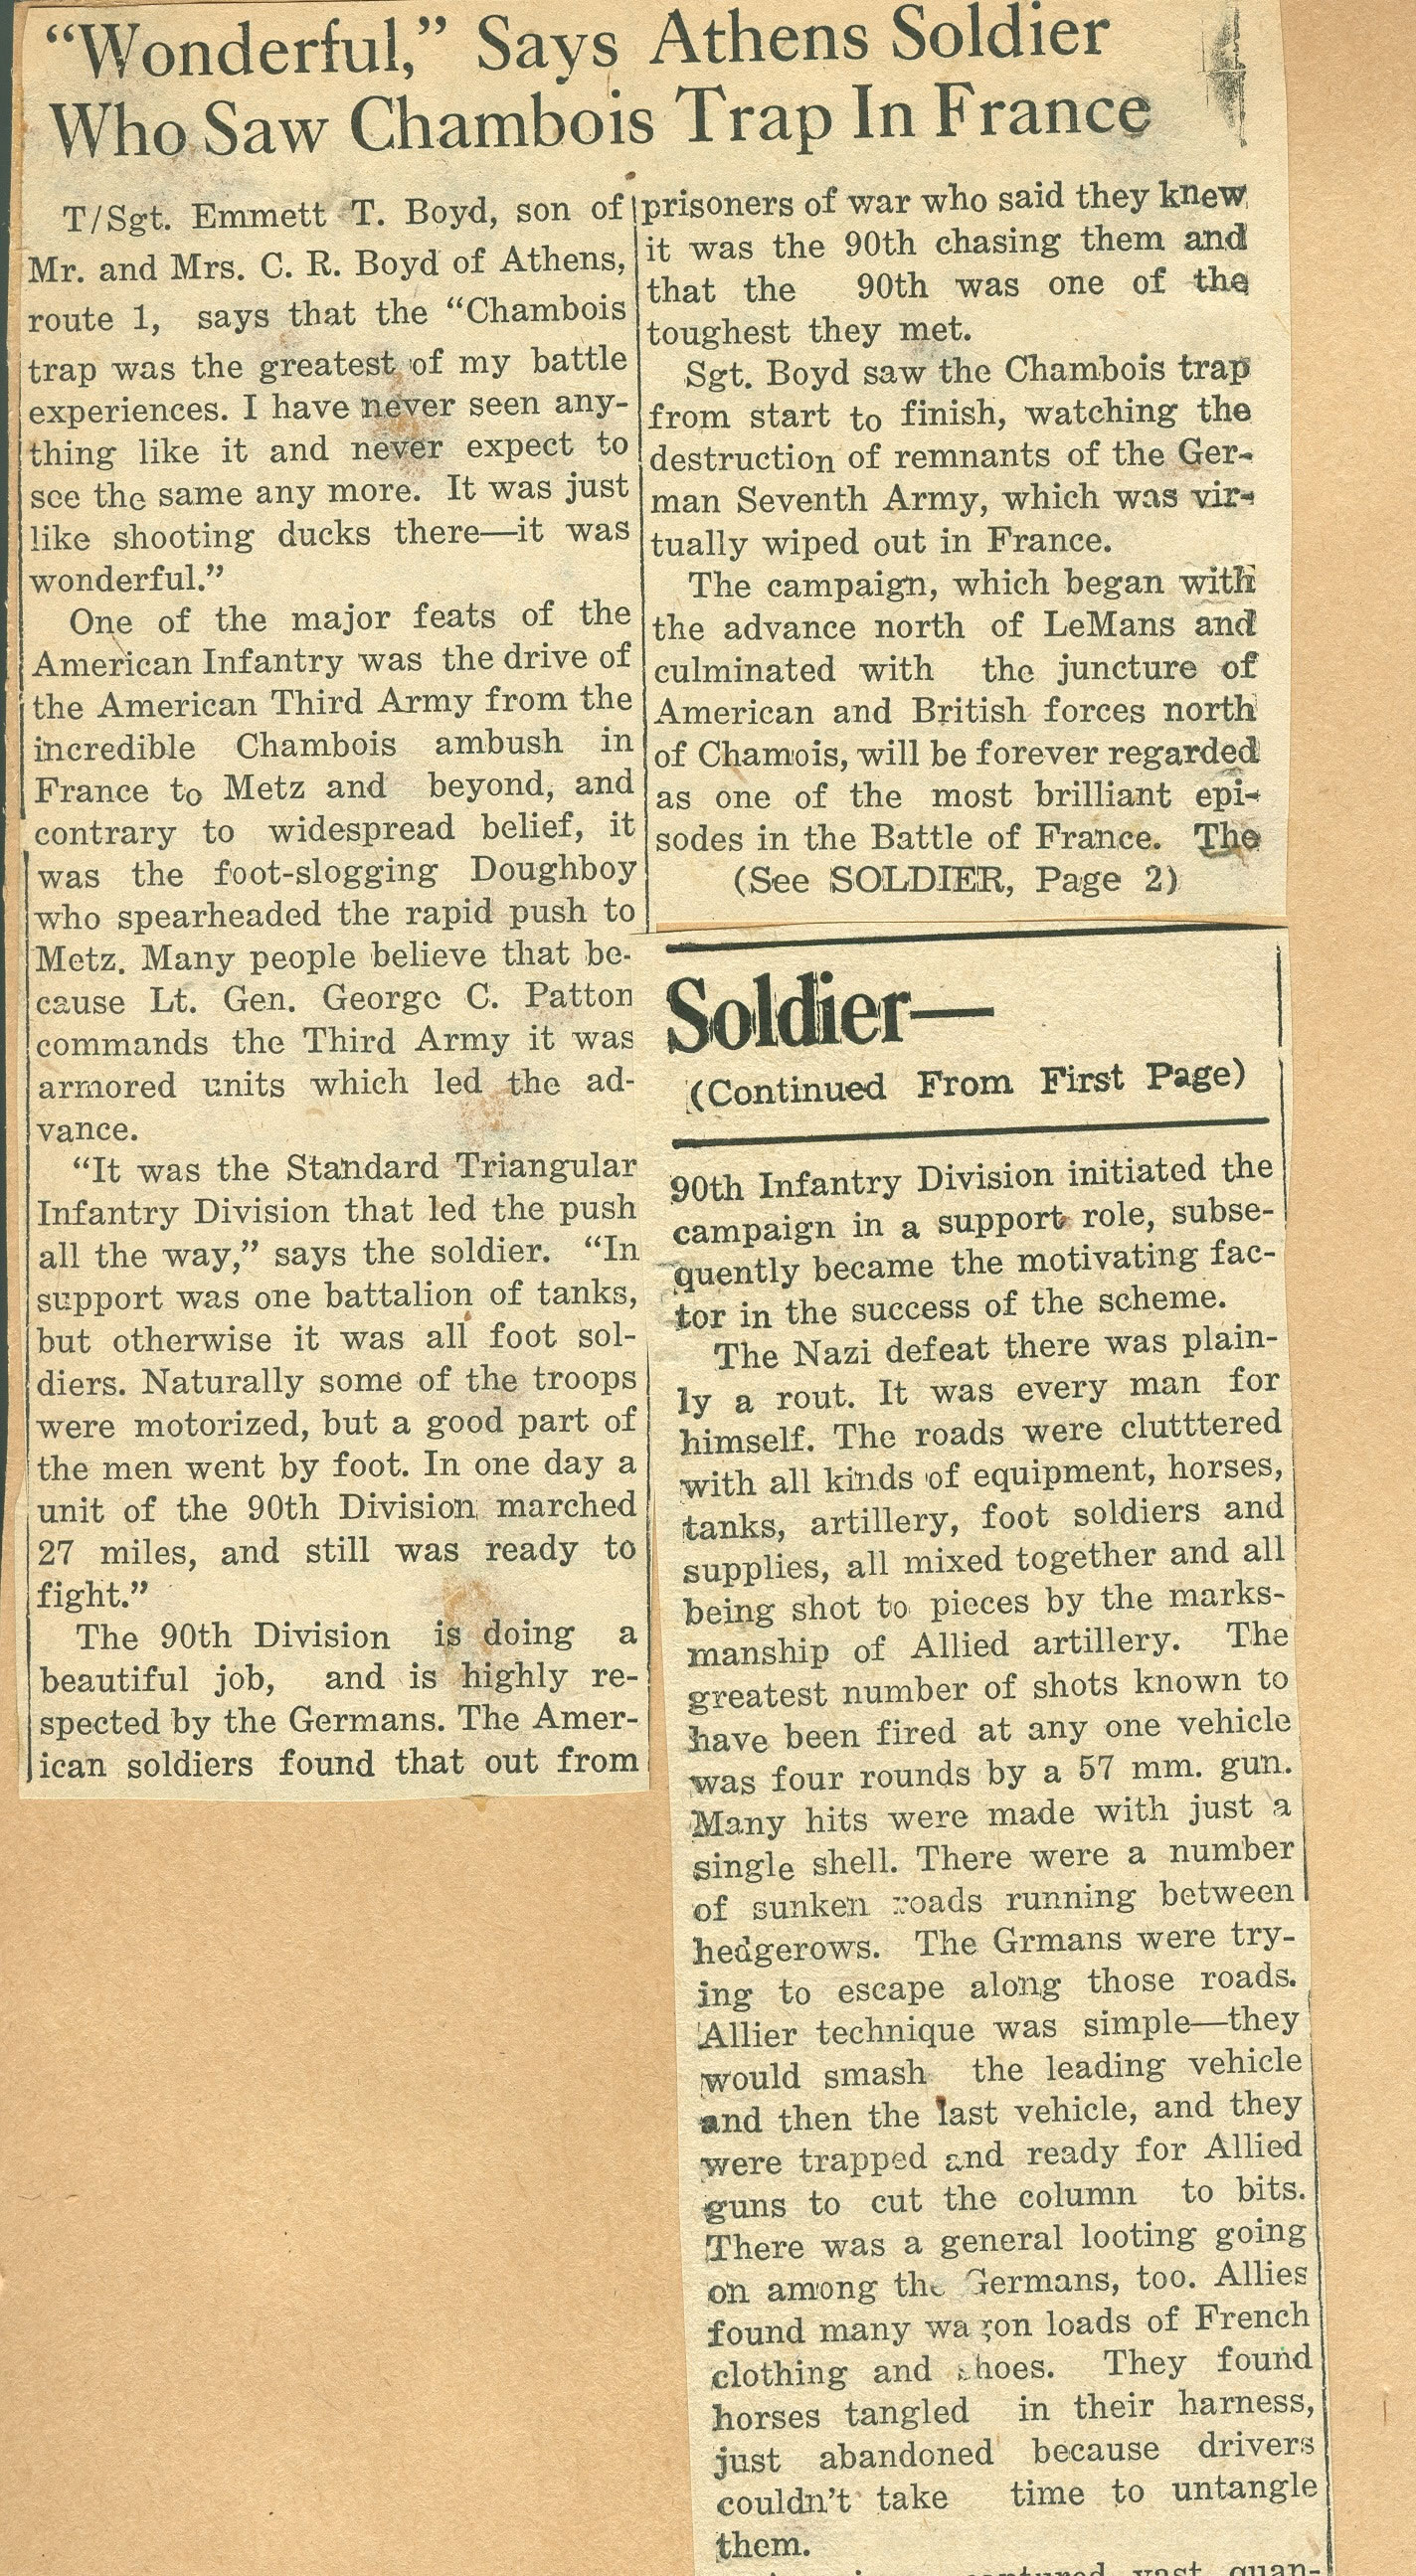 “Wonderful,” Says Athens Soldier
Who Saw Chambois Trap In France
T/Sgt. Emmett T. Boyd, son of
Mr. and Mrs. C. R. Boyd of Athens,
route 1, says that the “Chambois
trap was the greatest of my battle
experiences. I have never seen any-
thing like it and never expect to
see the same any more. It was just
like shooting ducks there—it was
wonderful.”
One of the major feats of the
American Infantry was the drive of
the American Third Army from the
incredible Chambois ambush in
France to Metz and beyond, and
contrary to widespread belief, it
was the foot-slogging Doughboy
who spearheaded the rapid push to
Metz. Many people believe that be-
cause Lt. Gen. George C. Patton
commands the Third Army it was
armored units which led the ad-
vance.
“It was the Standard Triangular
Infantry Division that led the push
all the way,” says the soldier. “In
support was one battalion of tanks,
but otherwise it was all foot sol-
diers. Naturally some of the troops
were motorized, but a good part of
the men went by foot. In one day a
unit of the 90th Division marched
27 miles, and still was ready to
fight.”
The 90th Division is doing a
beautiful job, and is highly re-
spected by the Germans. The Amer-
ican soldiers found that out from
prisoners of war who said they knew
it was the 90th chasing them and
that the 90th was one of the
toughest they met.
Sgt. Boyd saw the Chambois trap
from start to finish, watching the
destruction of remnants of the Ger-
man Seventh Army, which was vir-
tually wiped out in France.
The campaign, which began with
the advance north of LeMans and
culminated with the juncture of
American and British forces north
of Chamois, will be forever regarded
as one of the most brilliant epi-
sodes in the Battle of France. The
(See SOLDIER, Page 2)
Soldier—
(Continued From First Page)
90th Infantry Division initiated the
campaign in a support role, subse-
quently became the motivating fac-
tor in the success of the scheme.
The Nazi defeat there was plain-
ly a rout. It was every man for
himself. The roads were clutttered
with all kinds of equipment, horses,
tanks, artillery, foot soldiers and
supplies, all mixed together and all
being shot to pieces by the marks-
manship of Allied artillery. The
greatest number of shots known to
have been fired at any one vehicle
was four rounds by a 57 mm. gun.
Many hits were made with just a
single shell. There were a number
of sunken roads running between
hedgerows. The Grmans were try-
ing to escape along those roads.
Allier technique was simple—they
would smash the leading vehicle
and then the last vehicle, and they
were trapped and ready for Allied
guns to cut the column to bits.
There was a general looting going
on among the Germans, too. Allies
found many wagon loads of French
clothing and shoes. They found
horses tangled in their harness,
just abandoned because drivers
couldn’t take time to untangle
them.
captured vast quan-